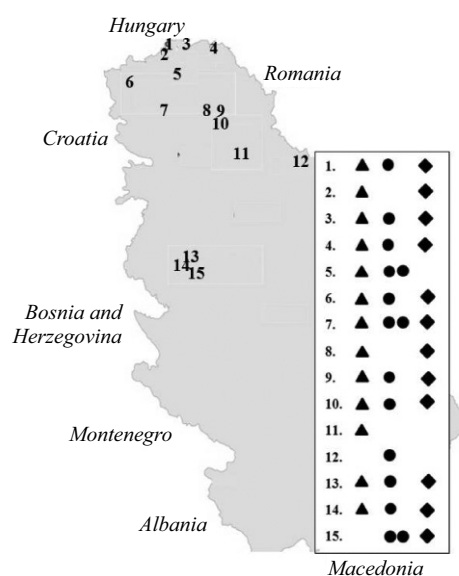 Hungary
1 3 4
2
5
6
Romania
7 8 9
10
Croatia
11
12
1.
2.
3.
4.
5.
6.
7.
8.
9.
10.
11.
12.
13.
14.
15.
13
14
15
Bosnia and
Herzegovina
Montenegro
Albania
Macedonia